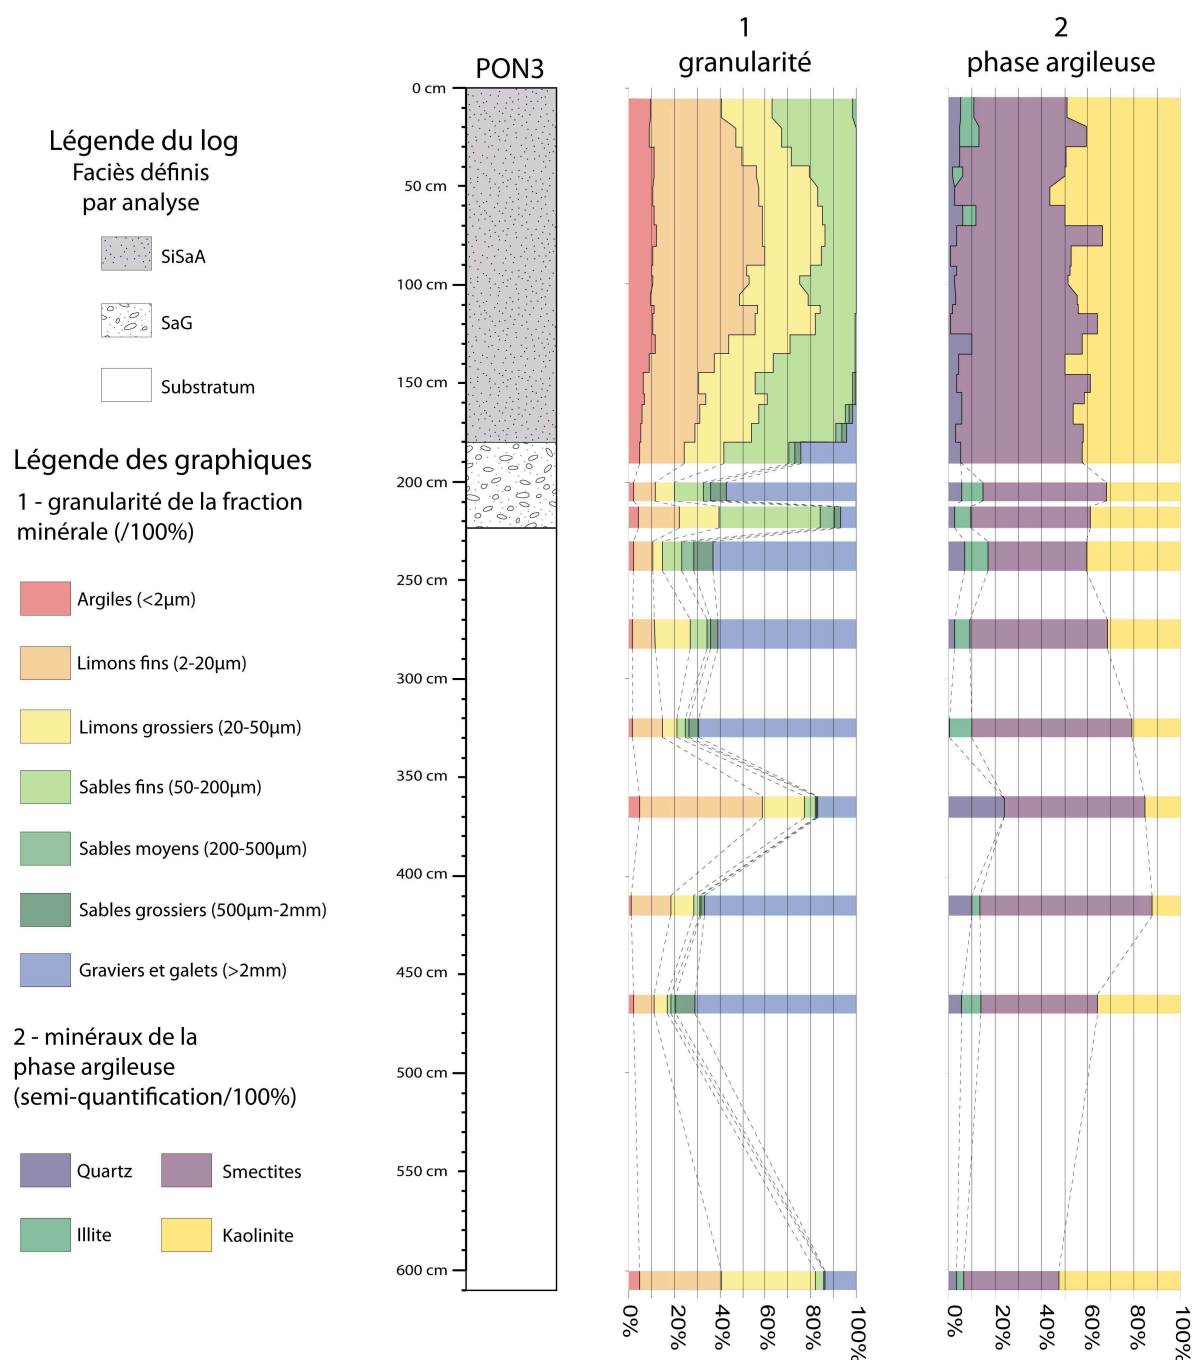 1
granularité
2
phase argileuse
PON3
Légende du log
Faciès définis
par analyse
SiSaA
SaG
Substratum
Légende des graphiques
1 - granularité de la fraction
minérale (/100%)
Argiles (<2µm)
Limons fins (2-20µm)
Limons grossiers (20-50µm)
Sables fins (50-200µm)
Sables moyens (200-500µm)
Sables grossiers (500µm-2mm)
Graviers et galets (>2mm)
2 - minéraux de la
phase argileuse
(semi-quantification/100%)
Quartz
Smectites
Illite
Kaolinite
0 cm
50 cm
100 cm
150 cm
200 cm
250 cm
300 cm
350 cm
400 cm
450 cm
500 cm
550 cm
600 cm
0%
20%
40%
60%
80%
100%
0%
20%
40%
60%
80%
100%